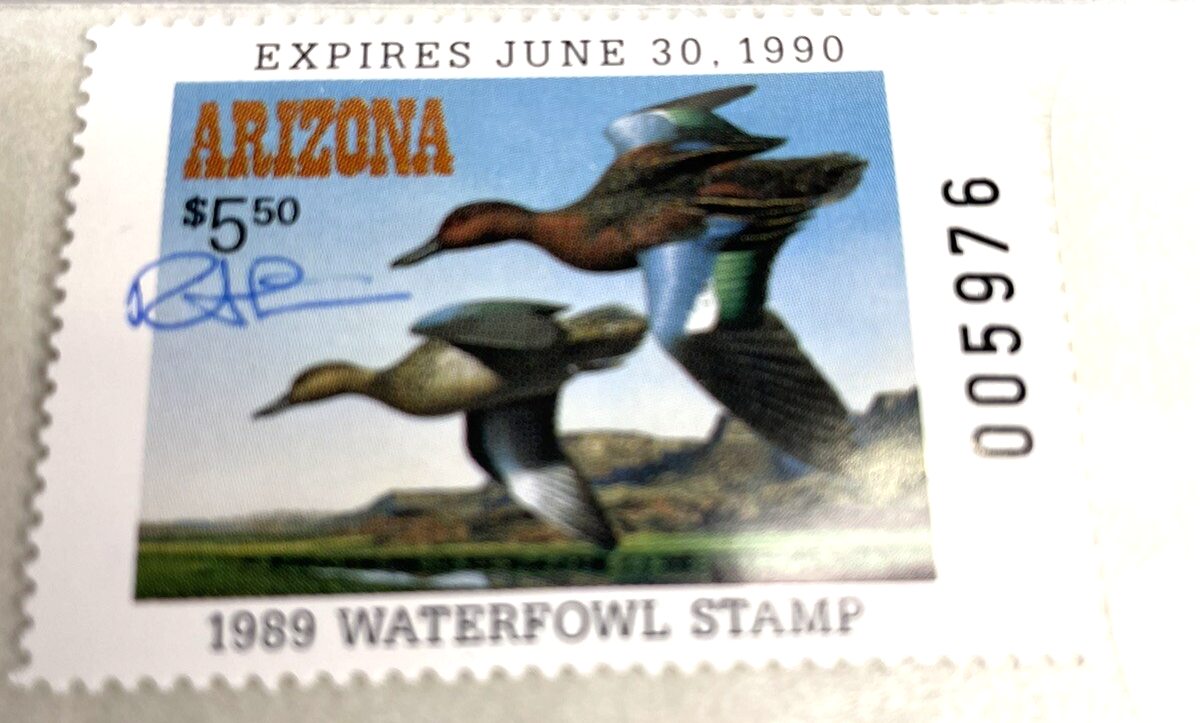 EXPIRES JUNE 30, 1990
ARIZONA
$5.50
005976
1989 WATERFOWL STAMP